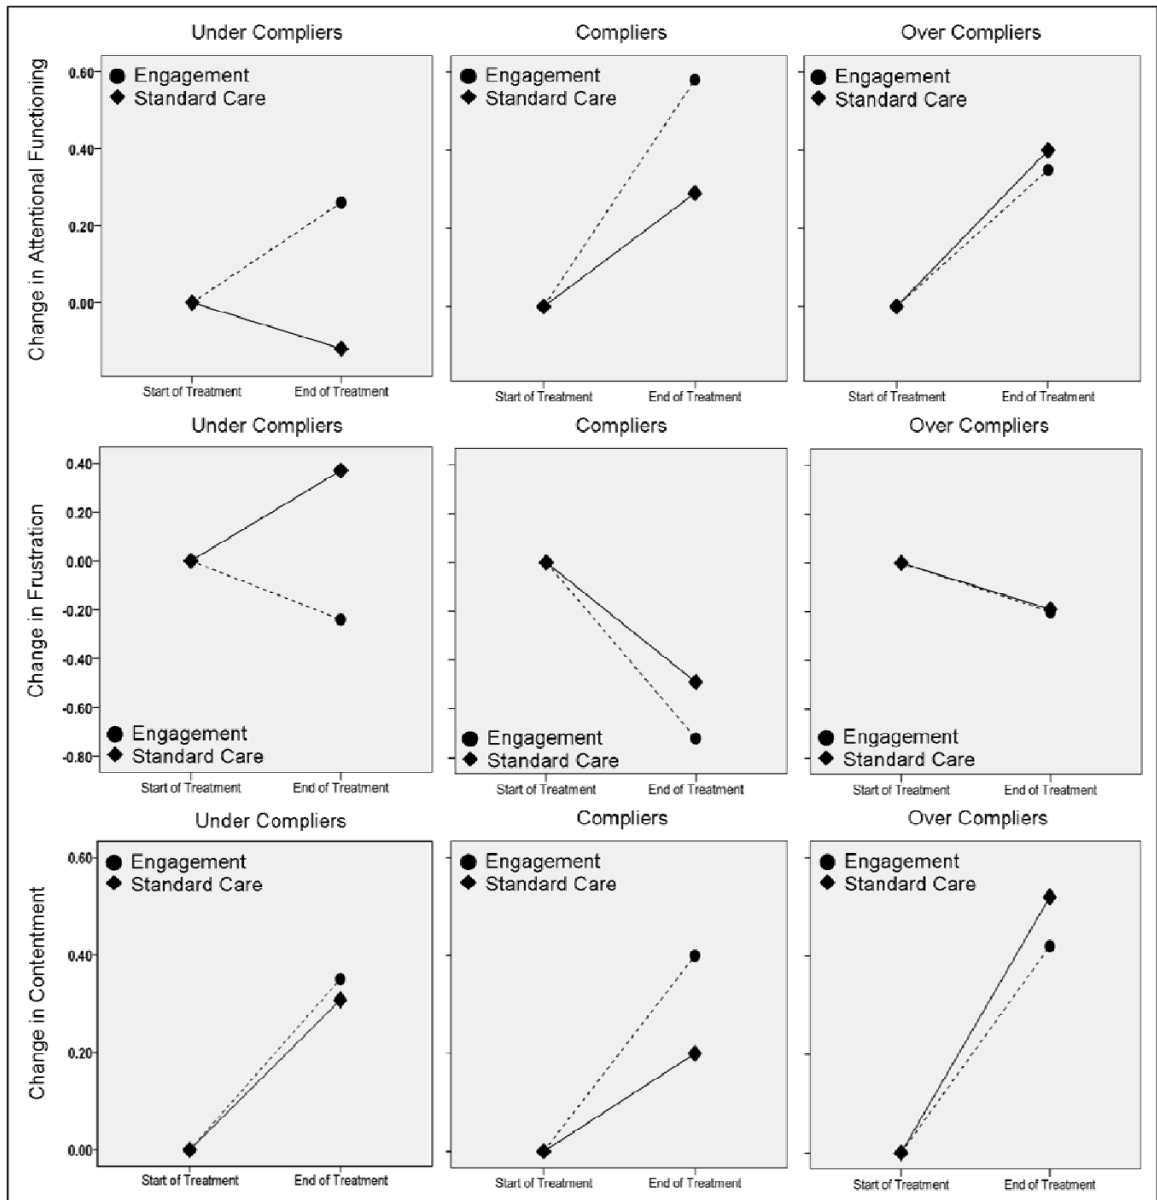 Under Compliers
Compliers
Over Compliers
Change in Attentional Functioning
0.60
0.40
0.20
0.00
Engagement
Standard Care
Engagement
Standard Care
Engagement
Standard Care
Start of Treatment
End of Treatment
Start of Treatment
End of Treatment
Start of Treatment
End of Treatment
Under Compliers
Compliers
Over Compliers
Change in Frustration
0.40
0.20
0.00
-0.20
-0.40
-0.60
-0.80
Engagement
Standard Care
Engagement
Standard Care
Engagement
Standard Care
Start of Treatment
End of Treatment
Start of Treatment
End of Treatment
Start of Treatment
End of Treatment
Under Compliers
Compliers
Over Compliers
Change in Contentment
0.60
0.40
0.20
0.00
Engagement
Standard Care
Engagement
Standard Care
Engagement
Standard Care
Start of Treatment
End of Treatment
Start of Treatment
End of Treatment
Start of Treatment
End of Treatment